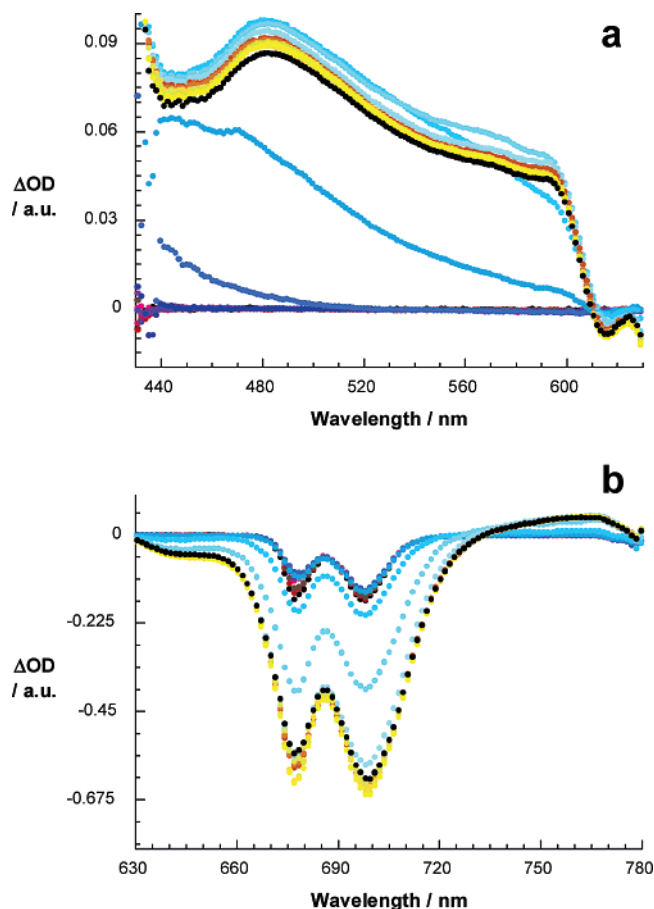 a
0.09
0.06
ΔOD
/ a.u.
0.03
0
440 480 520 560 600
Wavelength / nm
b
0
-0.225
ΔOD
/ a.u.
-0.45
-0.675
630 660 690 720 750 780
Wavelength / nm